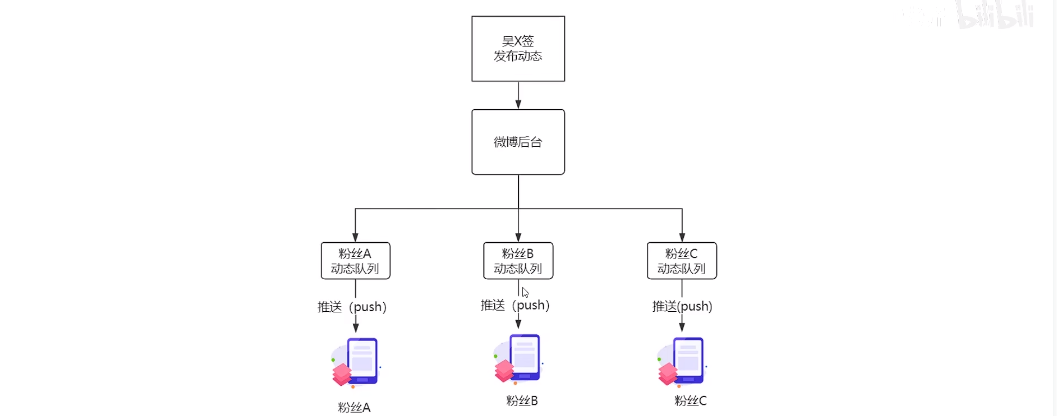 bilibili
吴X签
发布动态
微博后台
粉丝A
动态队列
粉丝B
动态队列
粉丝C
动态队列
推送（push）
推送（push）
推送(push)
粉丝A
粉丝B
粉丝C